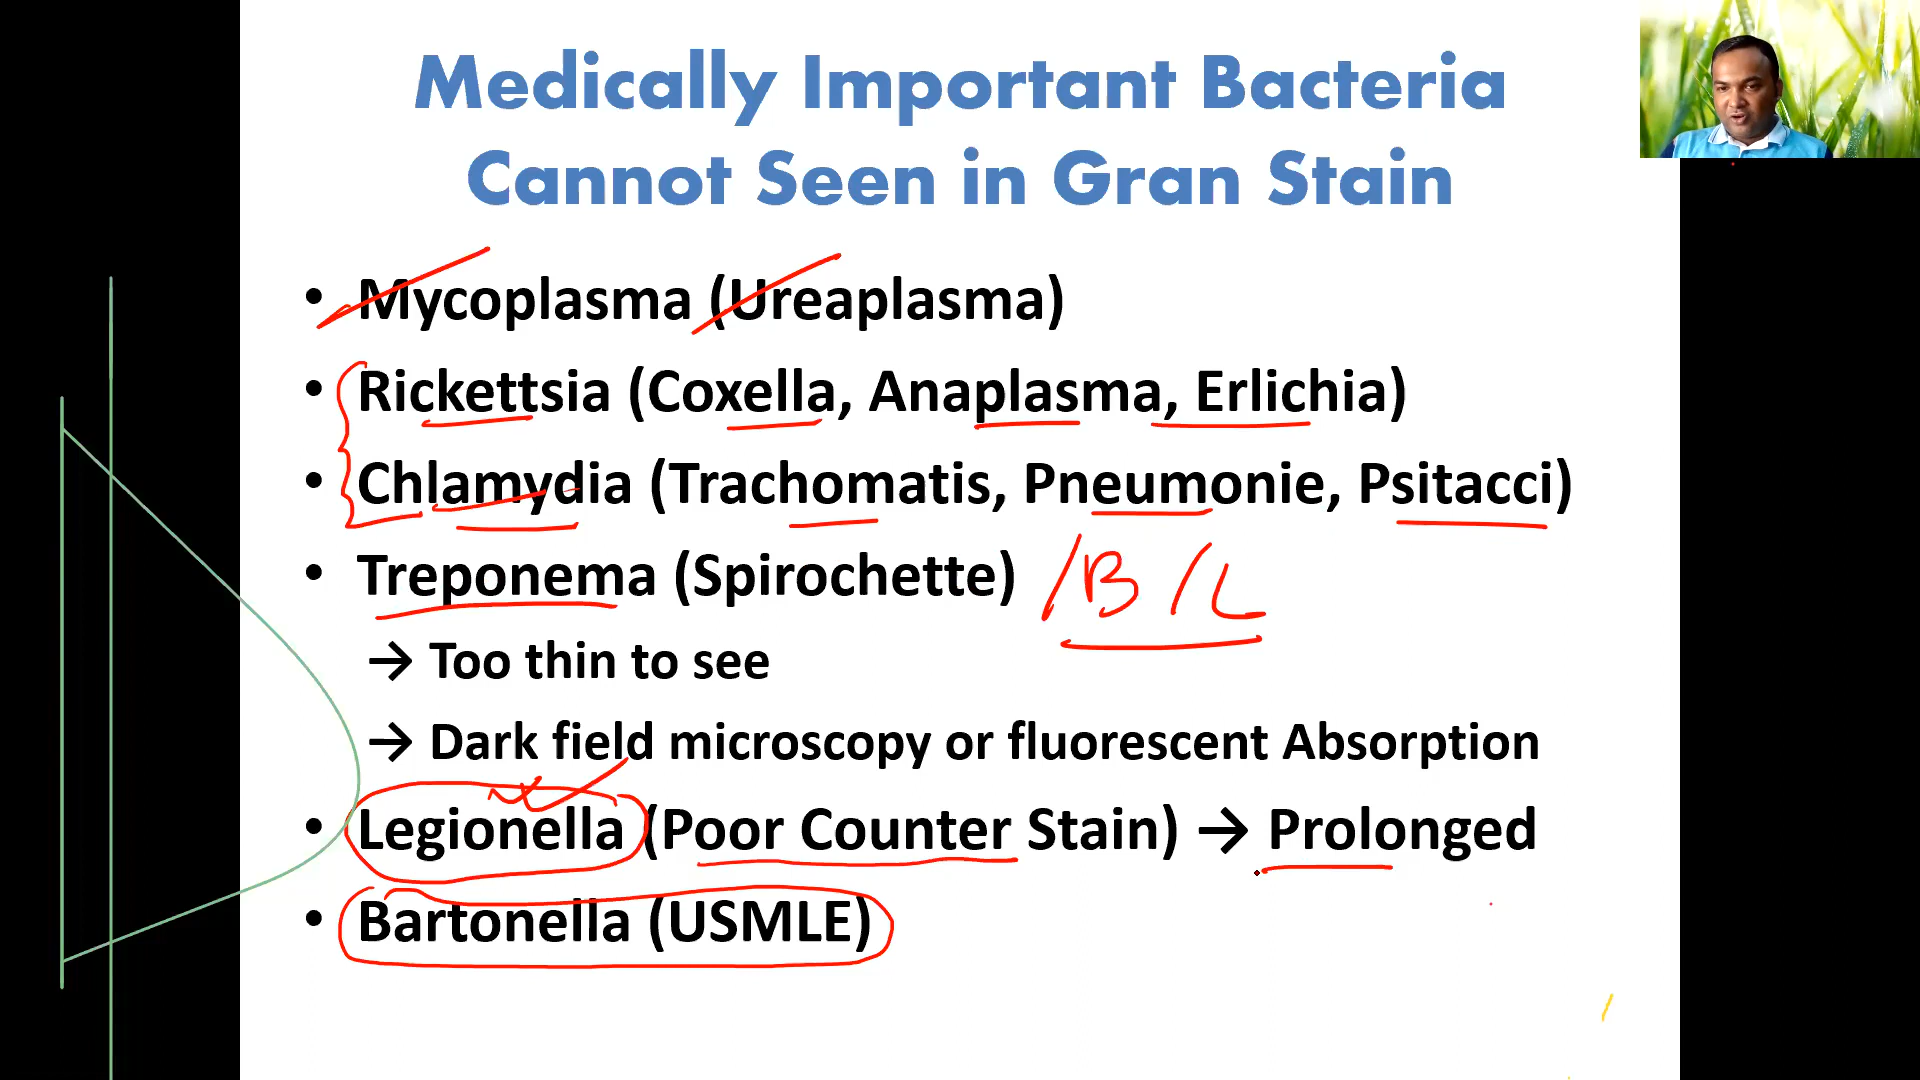 Medically Important Bacteria
Cannot Seen in Gran Stain
• Mycoplasma (Ureaplasma)
• Rickettsia (Coxella, Anaplasma, Erlichia)
• Chlamydia (Trachomatis, Pneumonie, Psitacci)
• Treponema (Spirochette) /B/L
→ Too thin to see
→ Dark field microscopy or fluorescent Absorption
• Legionella (Poor Counter Stain) → Prolonged
• Bartonella (USMLE)